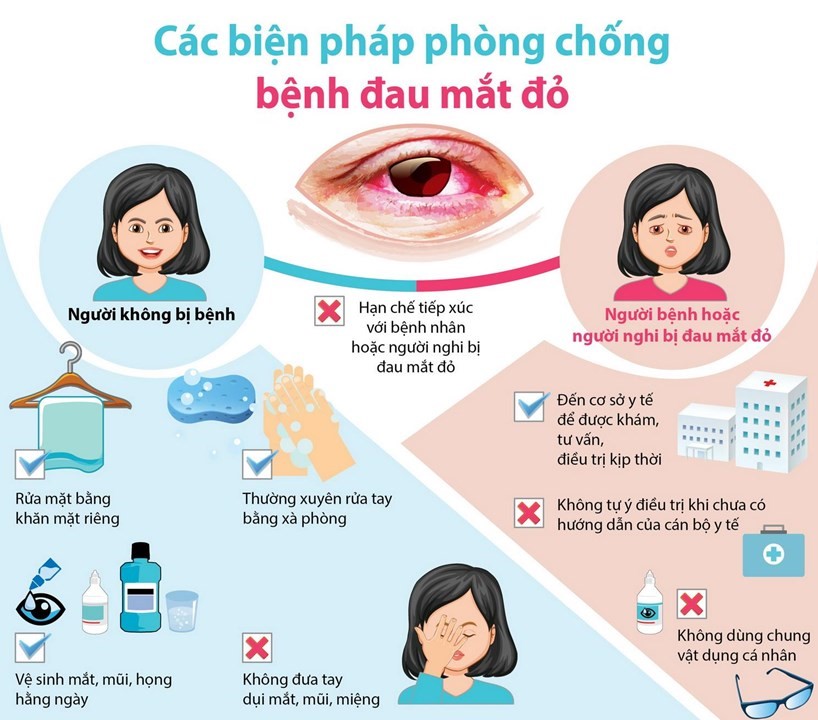 Các biện pháp phòng chống
bệnh đau mắt đỏ
Người không bị bệnh
Hạn chế tiếp xúc
với bệnh nhân
hoặc người nghi bị
đau mắt đỏ
Người bệnh hoặc
người nghi bị đau mắt đỏ
Rửa mặt bằng
khăn mặt riêng
Thường xuyên rửa tay
bằng xà phòng
Vệ sinh mắt, mũi, họng
hằng ngày
Không đưa tay
dụi mắt, mũi, miệng
Đến cơ sở y tế
để được khám,
tư vấn,
điều trị kịp thời
Không tự ý điều trị khi chưa có
hướng dẫn của cán bộ y tế
Không dùng chung
vật dụng cá nhân